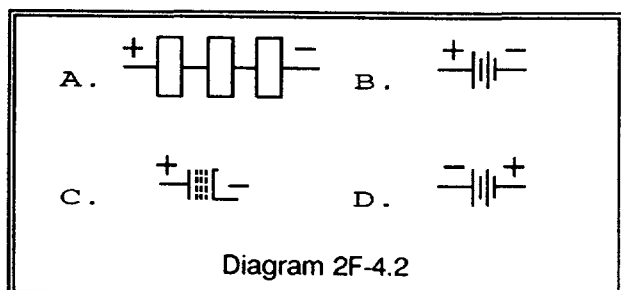 A. + − B. + −
C. + − D. − +
Diagram 2F-4.2